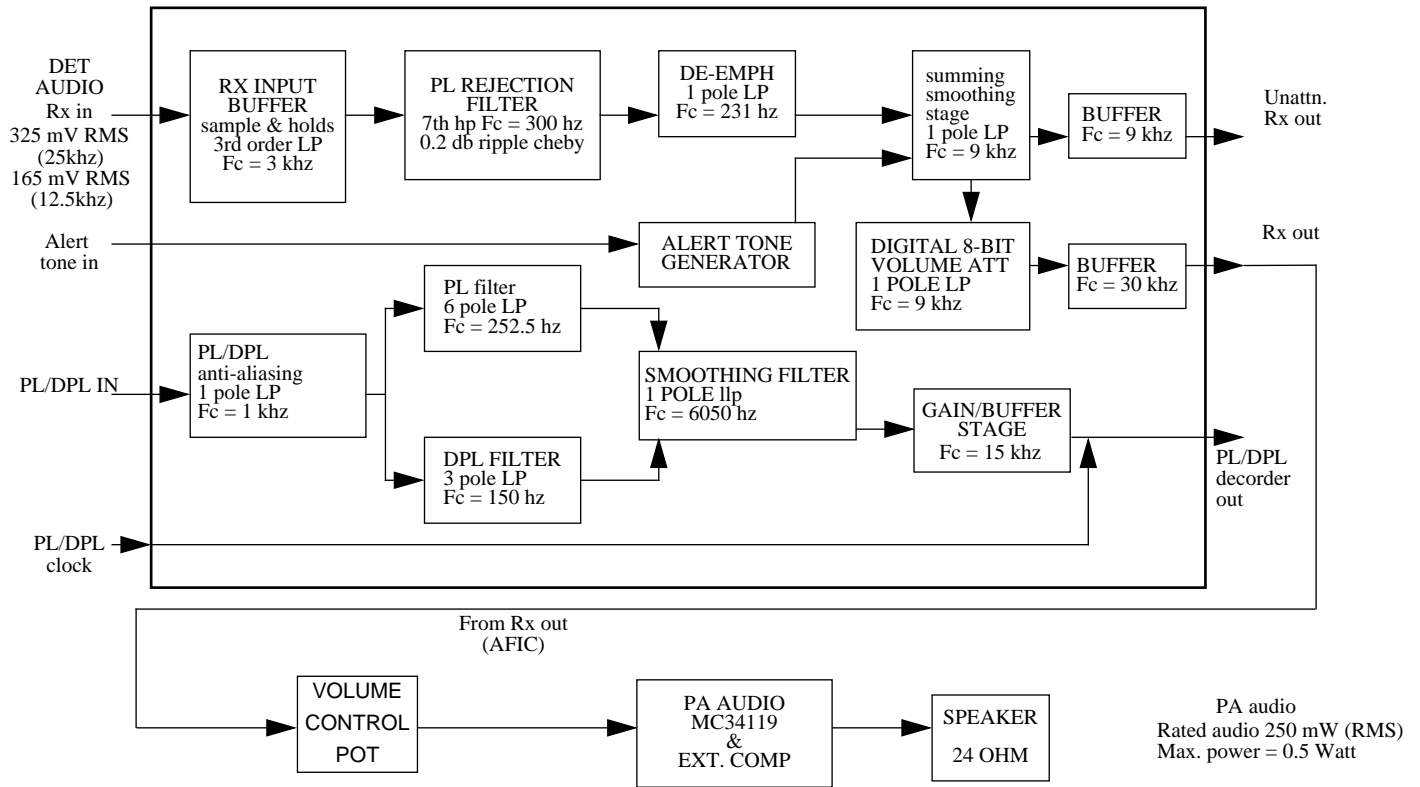 DET
AUDIO
Rx in
325 mV RMS
(25khz)
165 mV RMS
(12.5khz)
RX INPUT
BUFFER
sample & holds
3rd order LP
Fc = 3 khz
PL REJECTION
FILTER
7th hp Fc = 300 hz
0.2 db ripple cheby
DE-EMPH
1 pole LP
Fc = 231 hz
summing
smoothing
stage
1 pole LP
Fc = 9 khz
BUFFER
Fc = 9 khz
Unattn.
Rx out
Alert
tone in
ALERT TONE
GENERATOR
DIGITAL 8-BIT
VOLUME ATT
1 POLE LP
Fc = 9 khz
BUFFER
Fc = 30 khz
Rx out
PL filter
6 pole LP
Fc = 252.5 hz
PL/DPL IN
PL/DPL
anti-aliasing
1 pole LP
Fc = 1 khz
SMOOTHING FILTER
1 POLE llp
Fc = 6050 hz
GAIN/BUFFER
STAGE
Fc = 15 khz
DPL FILTER
3 pole LP
Fc = 150 hz
PL/DPL
decorder
out
PL/DPL
clock
From Rx out
(AFIC)
VOLUME
CONTROL
POT
PA AUDIO
MC34119
&
EXT. COMP
SPEAKER
24 OHM
PA audio
Rated audio 250 mW (RMS)
Max. power = 0.5 Watt